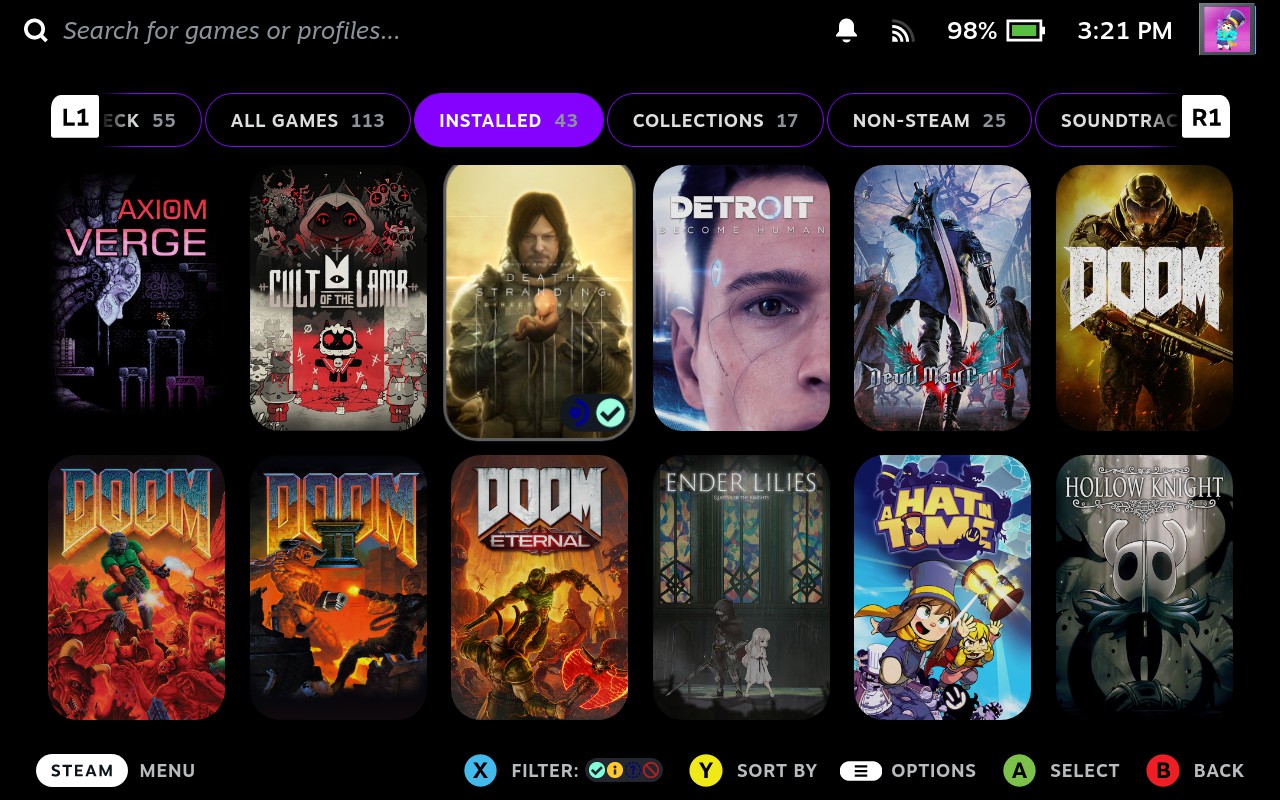 Search for games or profiles...
98%
3:21 PM
L1
ECK 55
ALL GAMES 113
INSTALLED 43
COLLECTIONS 17
NON-STEAM 25
SOUNDTRAC
R1
AXIOM
VERGE
CULT
OF THE
LAMB
DEATH
STRANDING
DETROIT
BECOME HUMAN
Devil May Cry 5
DOOM
DOOM
DOOM
II
DOOM
ETERNAL
ENDER LILIES
A HAT IN
TIME
HOLLOW KNIGHT
STEAM MENU
X FILTER:
Y SORT BY
OPTIONS
A SELECT
B BACK